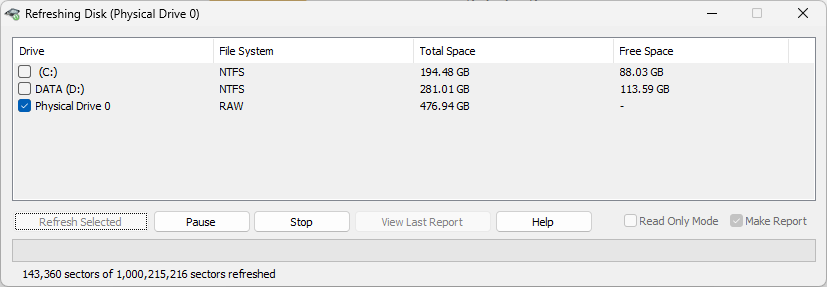 Refreshing Disk (Physical Drive 0)
Drive File System Total Space Free Space
(C:) NTFS 194.48 GB 88.03 GB
DATA (D:) NTFS 281.01 GB 113.59 GB
Physical Drive 0 RAW 476.94 GB -
Refresh Selected Pause Stop View Last Report Help Read Only Mode Make Report
143,360 sectors of 1,000,215,216 sectors refreshed